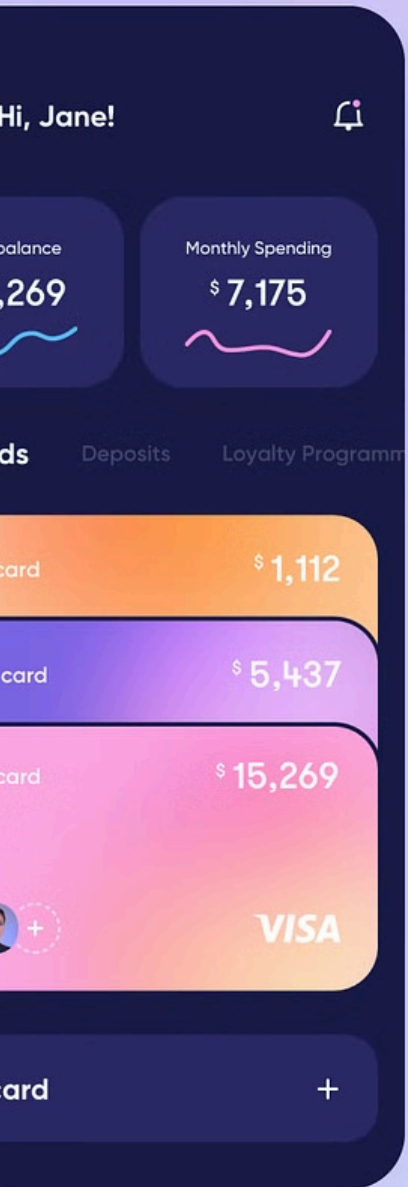 Hi, Jane!
balance
Monthly Spending
,269
$ 7,175
ds
Deposits
Loyalty Programm
card
$ 1,112
card
$ 5,437
card
$ 15,269
+
VISA
card
+